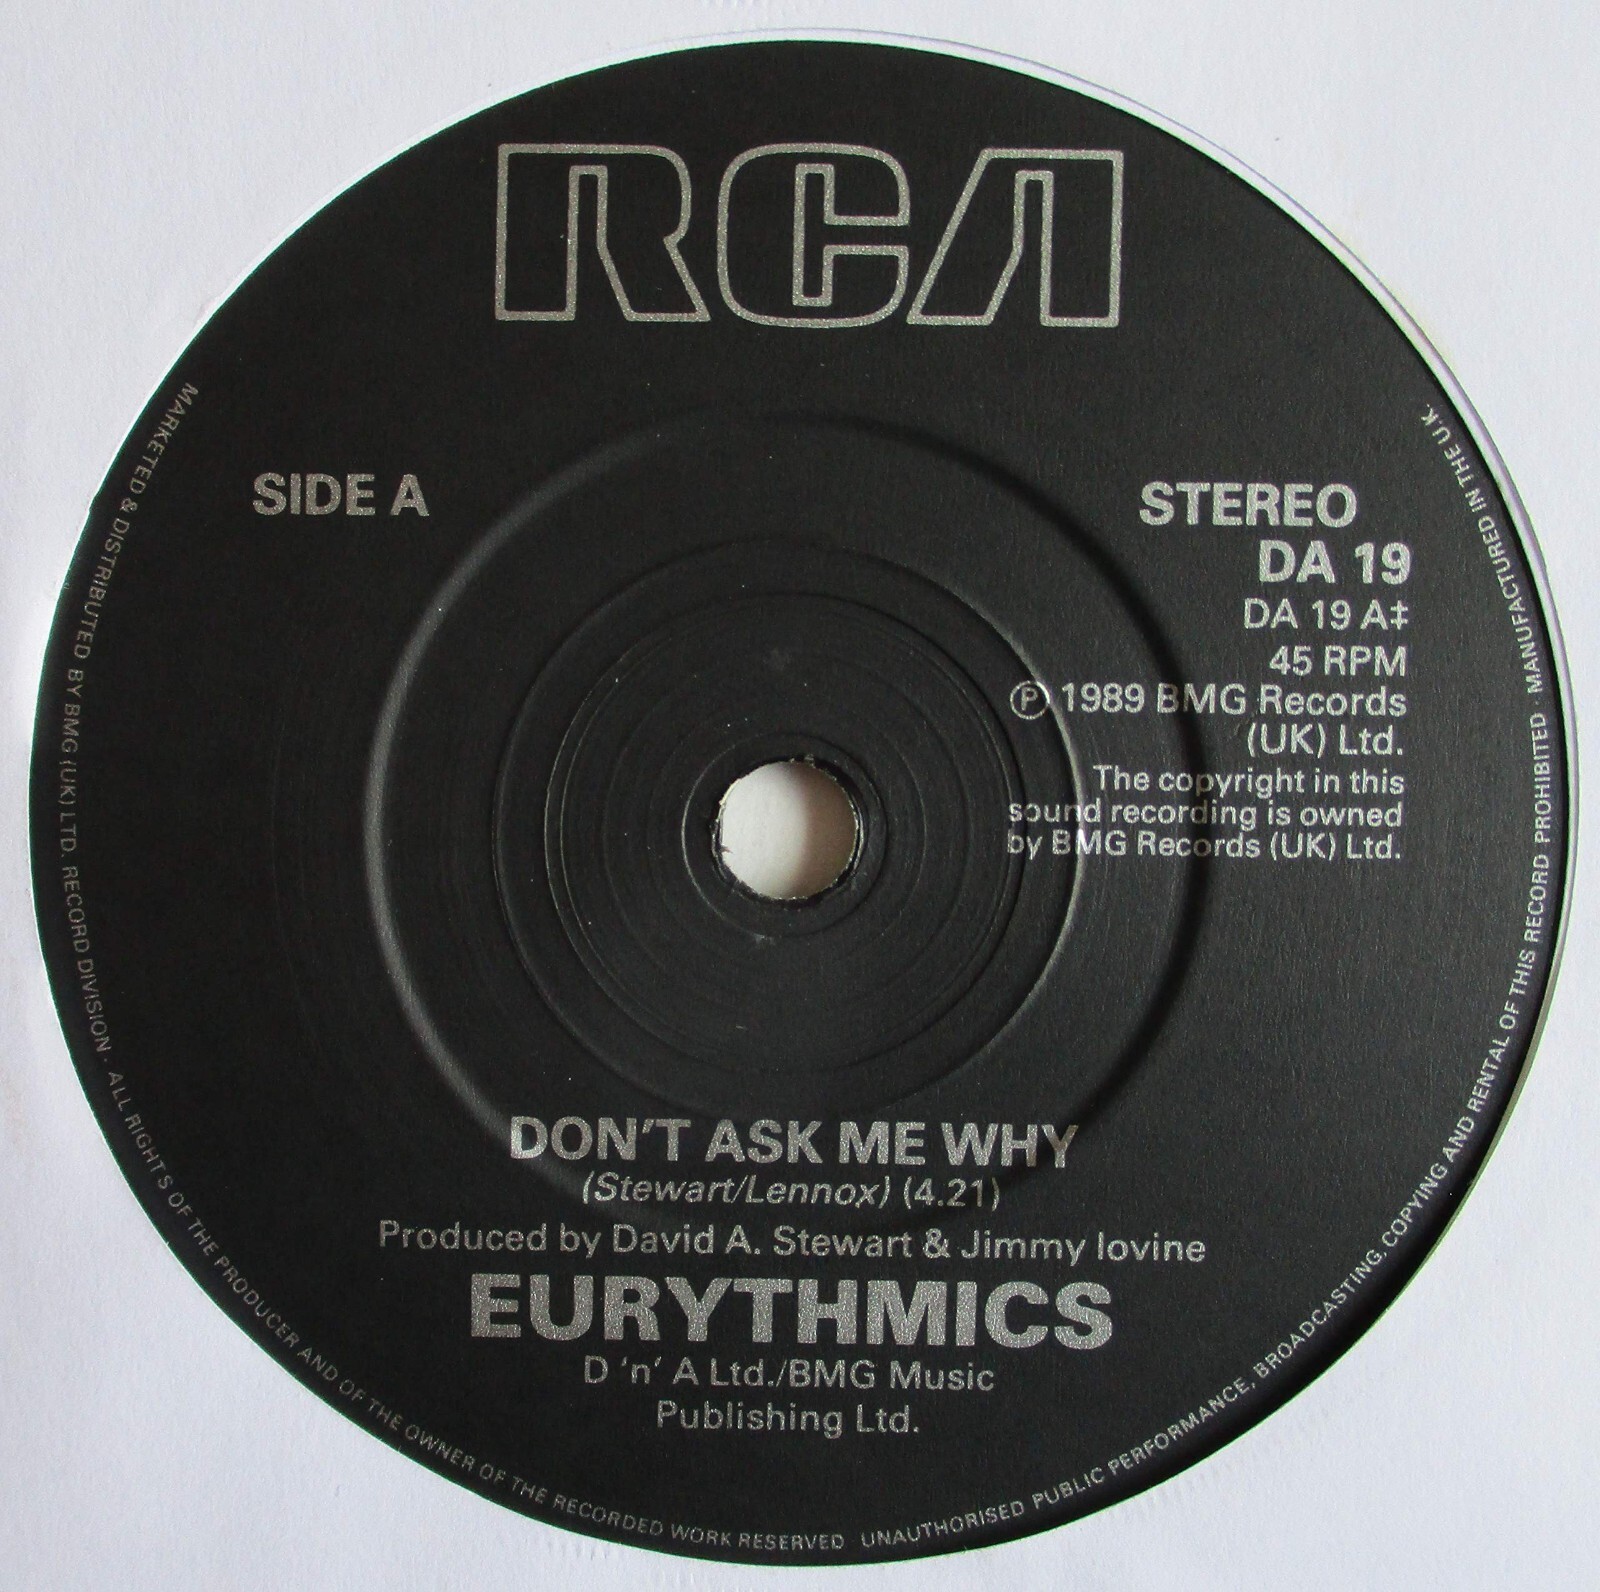 RCA
SIDE A
STEREO
DA 19
DA 19 A‡
45 RPM
Ⓟ 1989 BMG Records
(UK) Ltd.
The copyright in this
sound recording is owned
by BMG Records (UK) Ltd.
DON'T ASK ME WHY
(Stewart/Lennox) (4.21)
Produced by David A. Stewart & Jimmy Iovine
EURYTHMICS
D 'n' A Ltd./BMG Music
Publishing Ltd.
MARKETED & DISTRIBUTED BY BMG (UK) LTD. RECORD DIVISION · ALL RIGHTS OF THE PRODUCER AND OF THE OWNER OF THE RECORDED WORK RESERVED UNAUTHORISED PUBLIC PERFORMANCE, BROADCASTING, COPYING AND RENTAL OF THIS RECORD PROHIBITED · MANUFACTURED IN THE U.K.